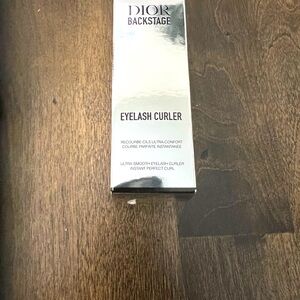 DIOR
BACKSTAGE
EYELASH CURLER
RECOURBE-CILS ULTRA-CONFORT
COURBE PARFAITE INSTANTANÉE
ULTRA SMOOTH EYELASH CURLER
INSTANT PERFECT CURL